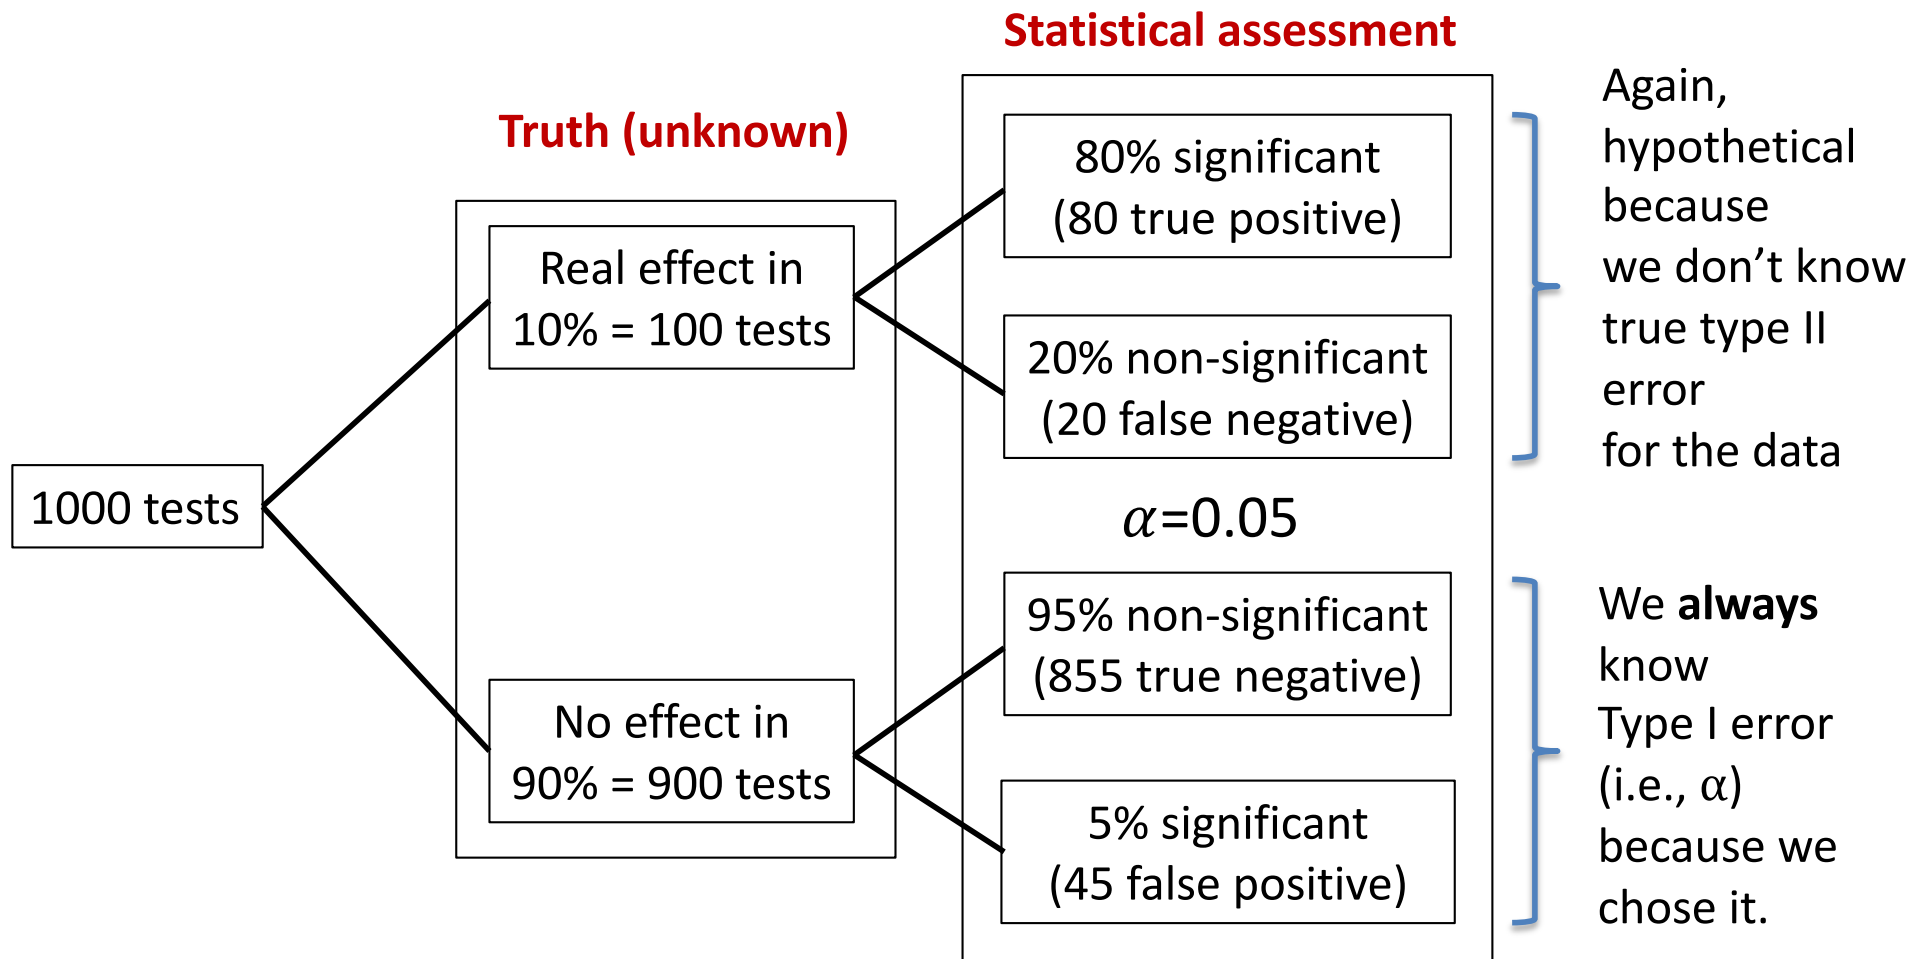 Statistical assessment
Truth (unknown)
1000 tests
Real effect in
10% = 100 tests
No effect in
90% = 900 tests
80% significant
(80 true positive)
20% non-significant
(20 false negative)
α=0.05
95% non-significant
(855 true negative)
5% significant
(45 false positive)
Again,
hypothetical
because
we don’t know
true type II
error
for the data
We always
know
Type I error
(i.e., α)
because we
chose it.